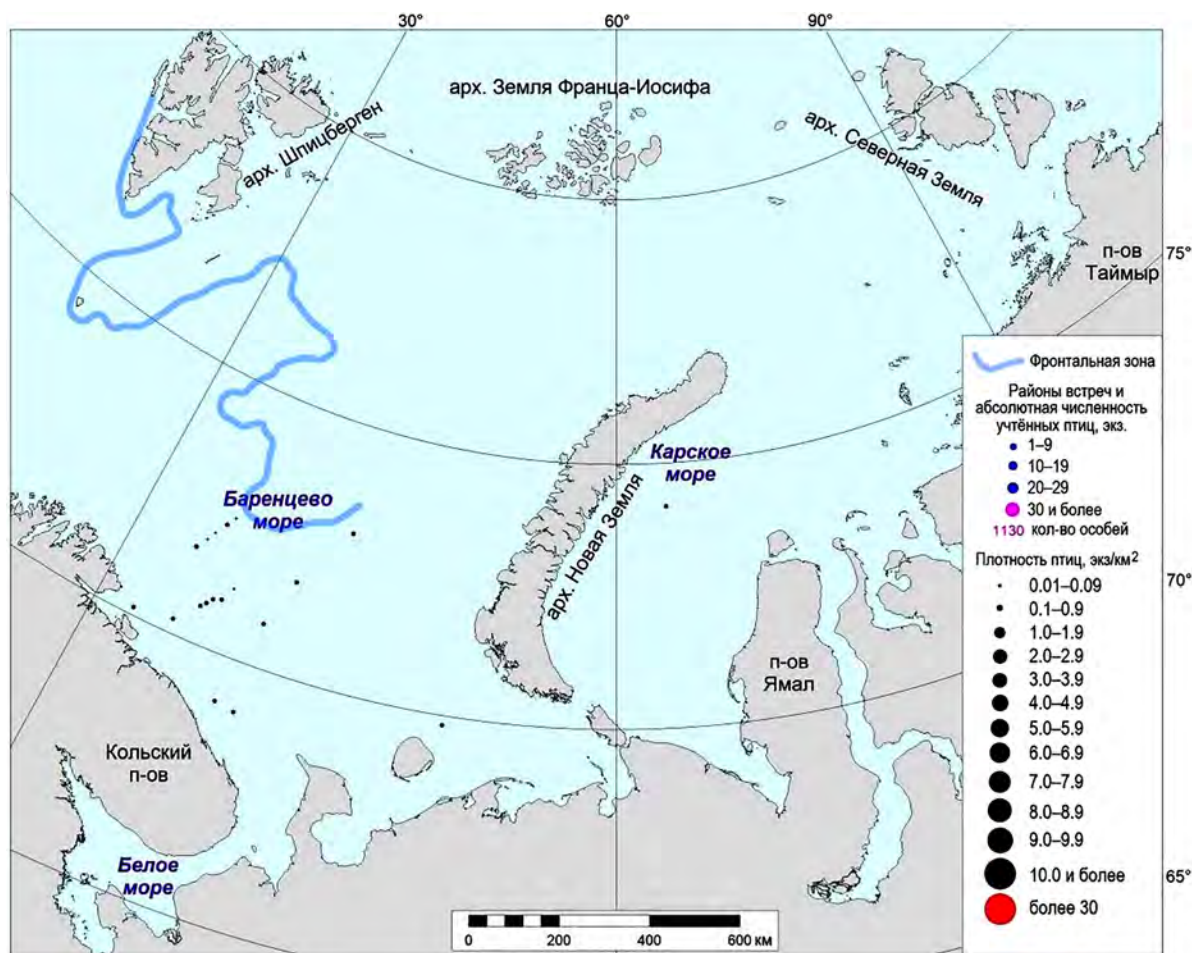 30°
60°
90°
арх. Земля Франца-Иосифа
арх. Шпицберген
арх. Северная Земля
п-ов
Таймыр
75°
Баренцево
море
Карское
море
арх. Новая Земля
70°
п-ов
Ямал
Кольский
п-ов
Белое
море
65°
Фронтальная зона
Районы встреч и
абсолютная численность
учтённых птиц, экз.
1–9
10–19
20–29
30 и более
1130 кол-во особей
Плотность птиц, экз/км²
0.01–0.09
0.1–0.9
1.0–1.9
2.0–2.9
3.0–3.9
4.0–4.9
5.0–5.9
6.0–6.9
7.0–7.9
8.0–8.9
9.0–9.9
10.0 и более
более 30
0 200 400 600 км